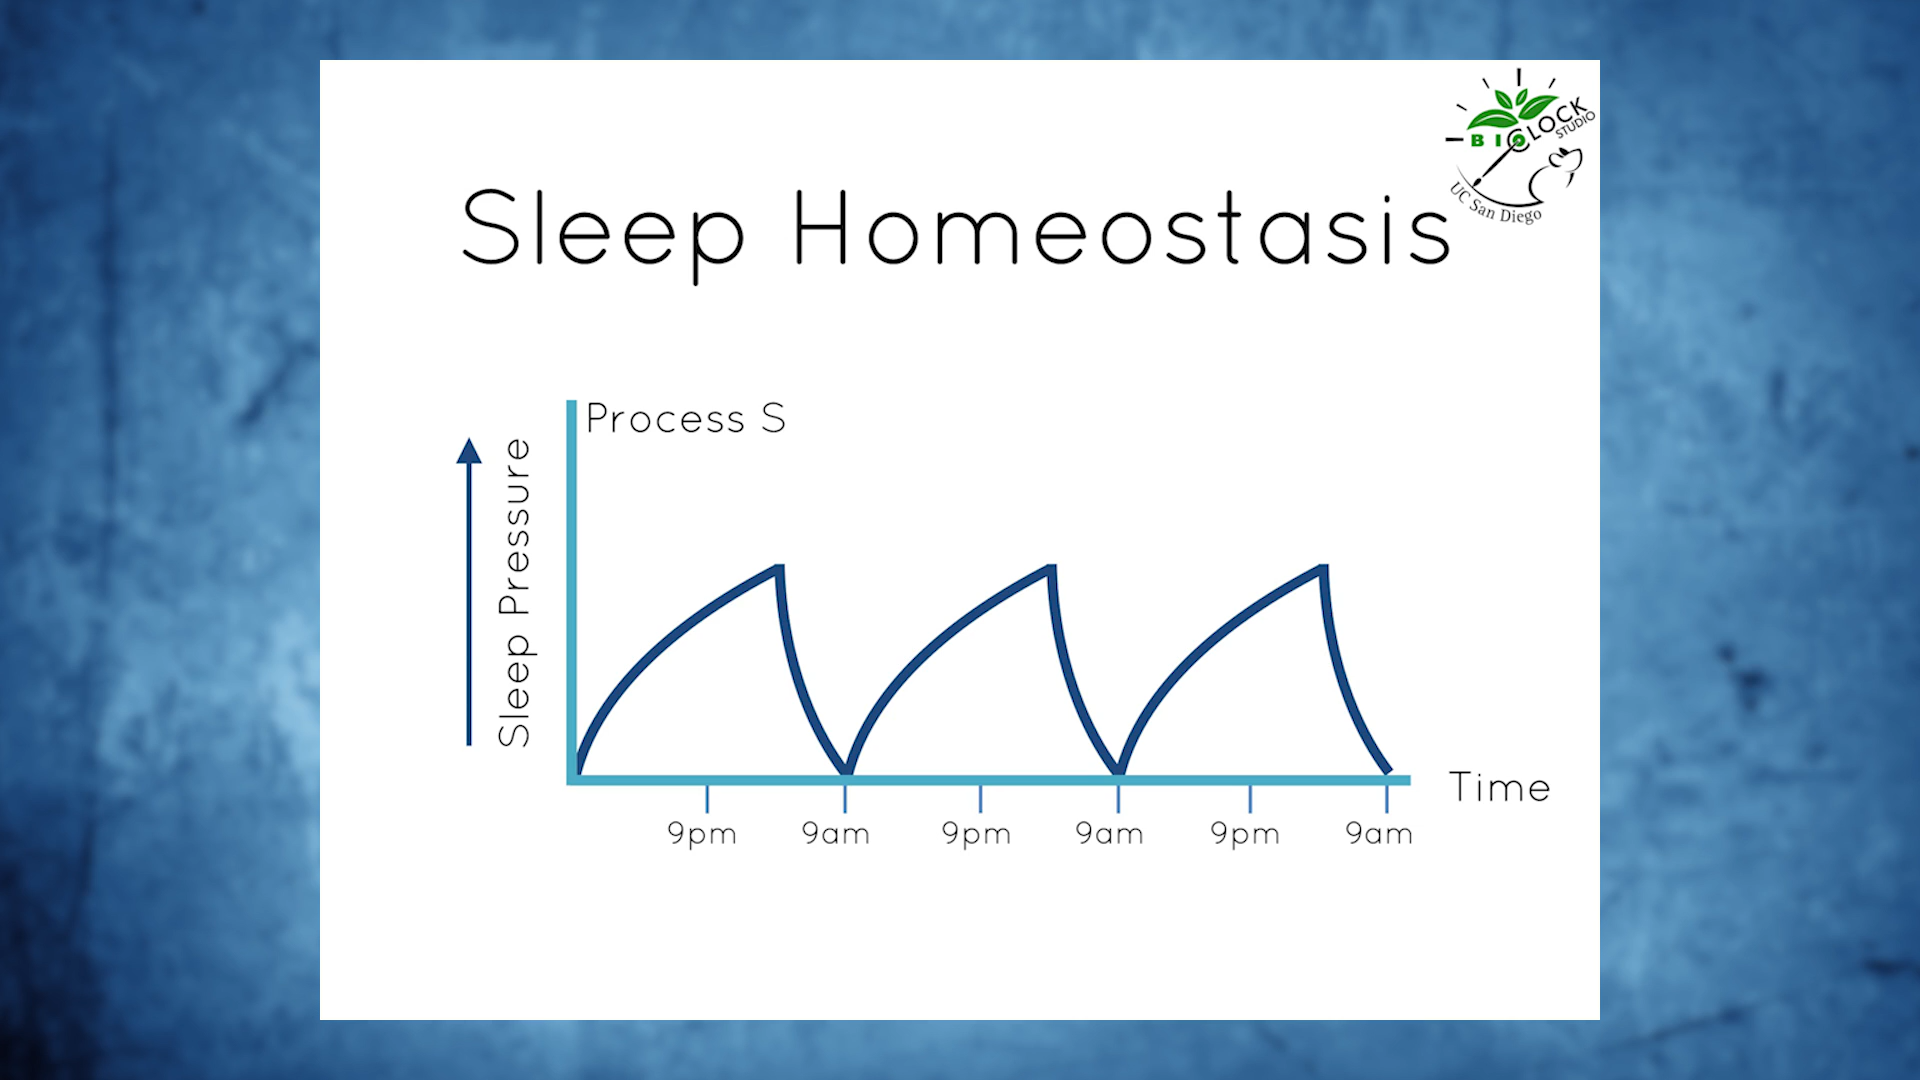 BIOCLOCK
STUDIO
UC San Diego
Sleep Homeostasis
Process S
Sleep Pressure
Time
9pm 9am 9pm 9am 9pm 9am